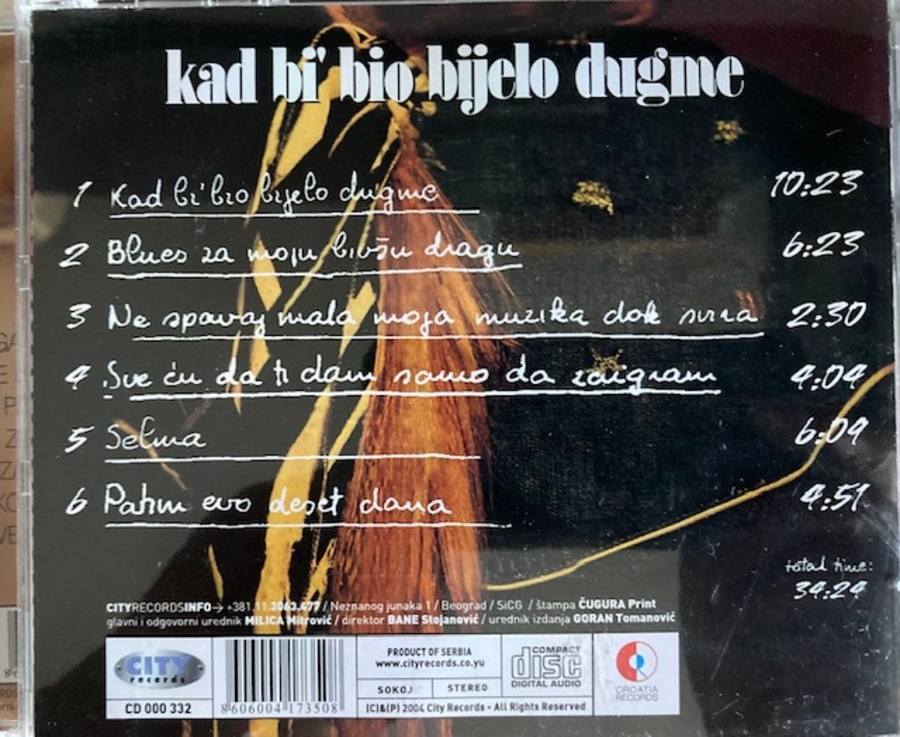 kad bi' bio bijelo dugme
1 Kad bi' bio bijelo dugme 10:23
2 Blues za moju bivšu dragu 6:23
3 Ne spavaj mala moja muzika dok svira 2:30
4 Sve ću da ti dam samo da zaigram 4:04
5 Selma 6:09
6 Patim evo deset dana 4:51
total time:
34:24
CITYRECORDSINFO→ +381.11.3063.477 / Neznanog junaka 1 / Beograd / SiCG / štampa ČUGURA Print
glavni i odgovorni urednik MILICA Mitrović / direktor BANE Stojanović / urednik izdanja GORAN Tomanović
CITY
records
CD 000 332
8606004173508
PRODUCT OF SERBIA
www.cityrecords.co.yu
SOKOJ STEREO
(C)&(P) 2004 City Records - All Rights Reserved
COMPACT
disc
DIGITAL AUDIO
CROATIA
RECORDS